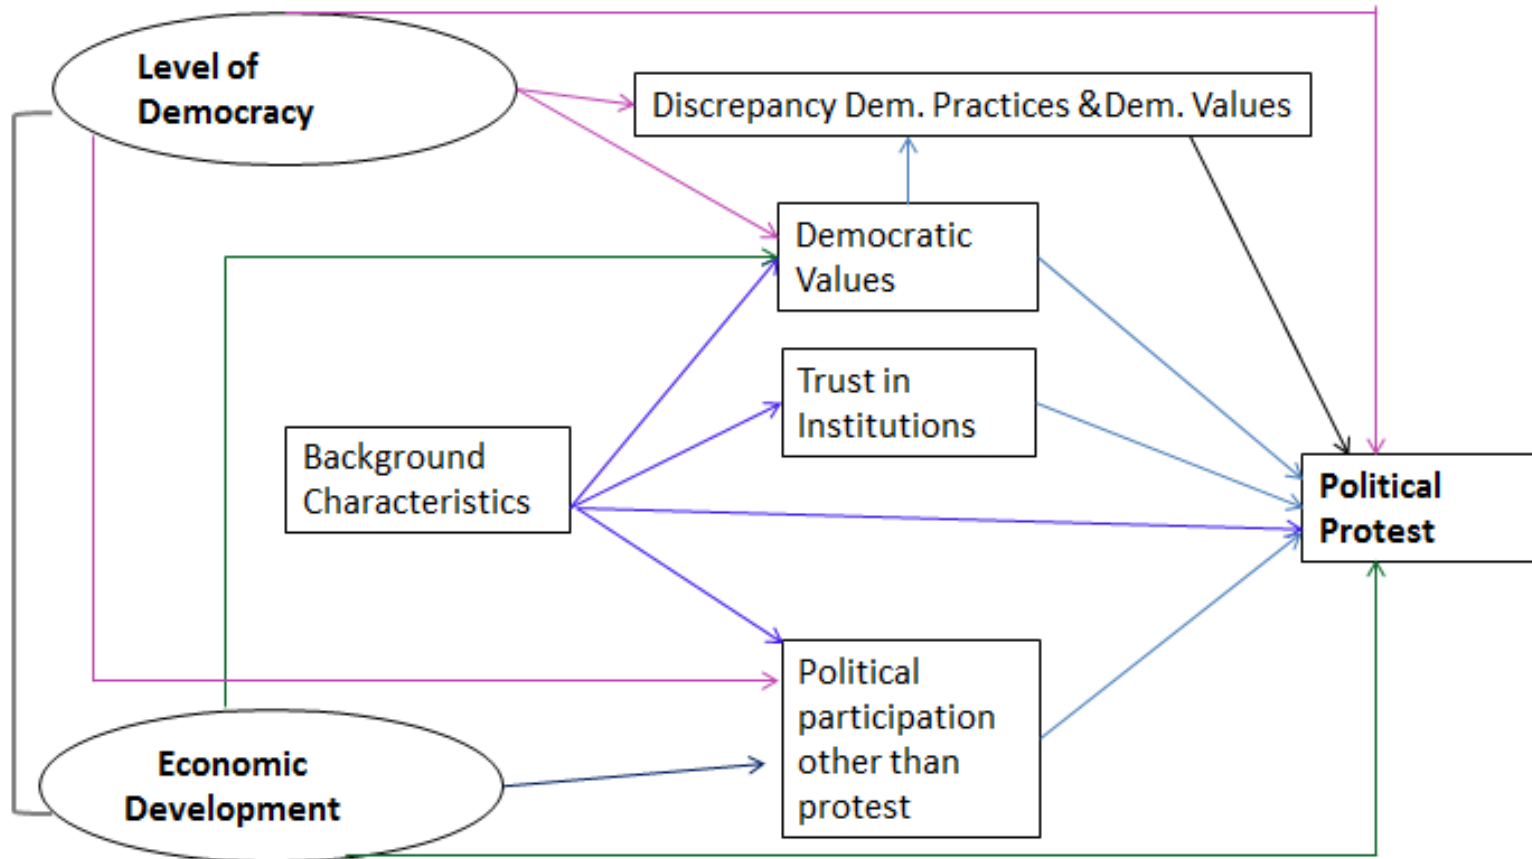 Level of
Democracy
Discrepancy Dem. Practices &Dem. Values
Democratic
Values
Trust in
Institutions
Background
Characteristics
Political
Protest
Political
participation
other than
protest
Economic
Development